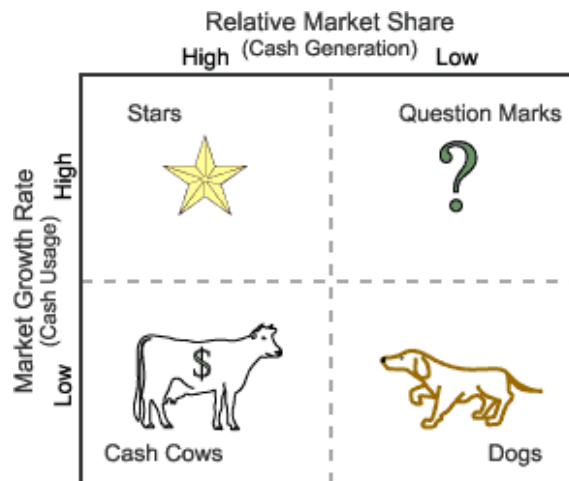 Relative Market Share
(Cash Generation)
High
Low
Stars
Question Marks
?
Market Growth Rate
(Cash Usage)
High
Low
$
Cash Cows
Dogs